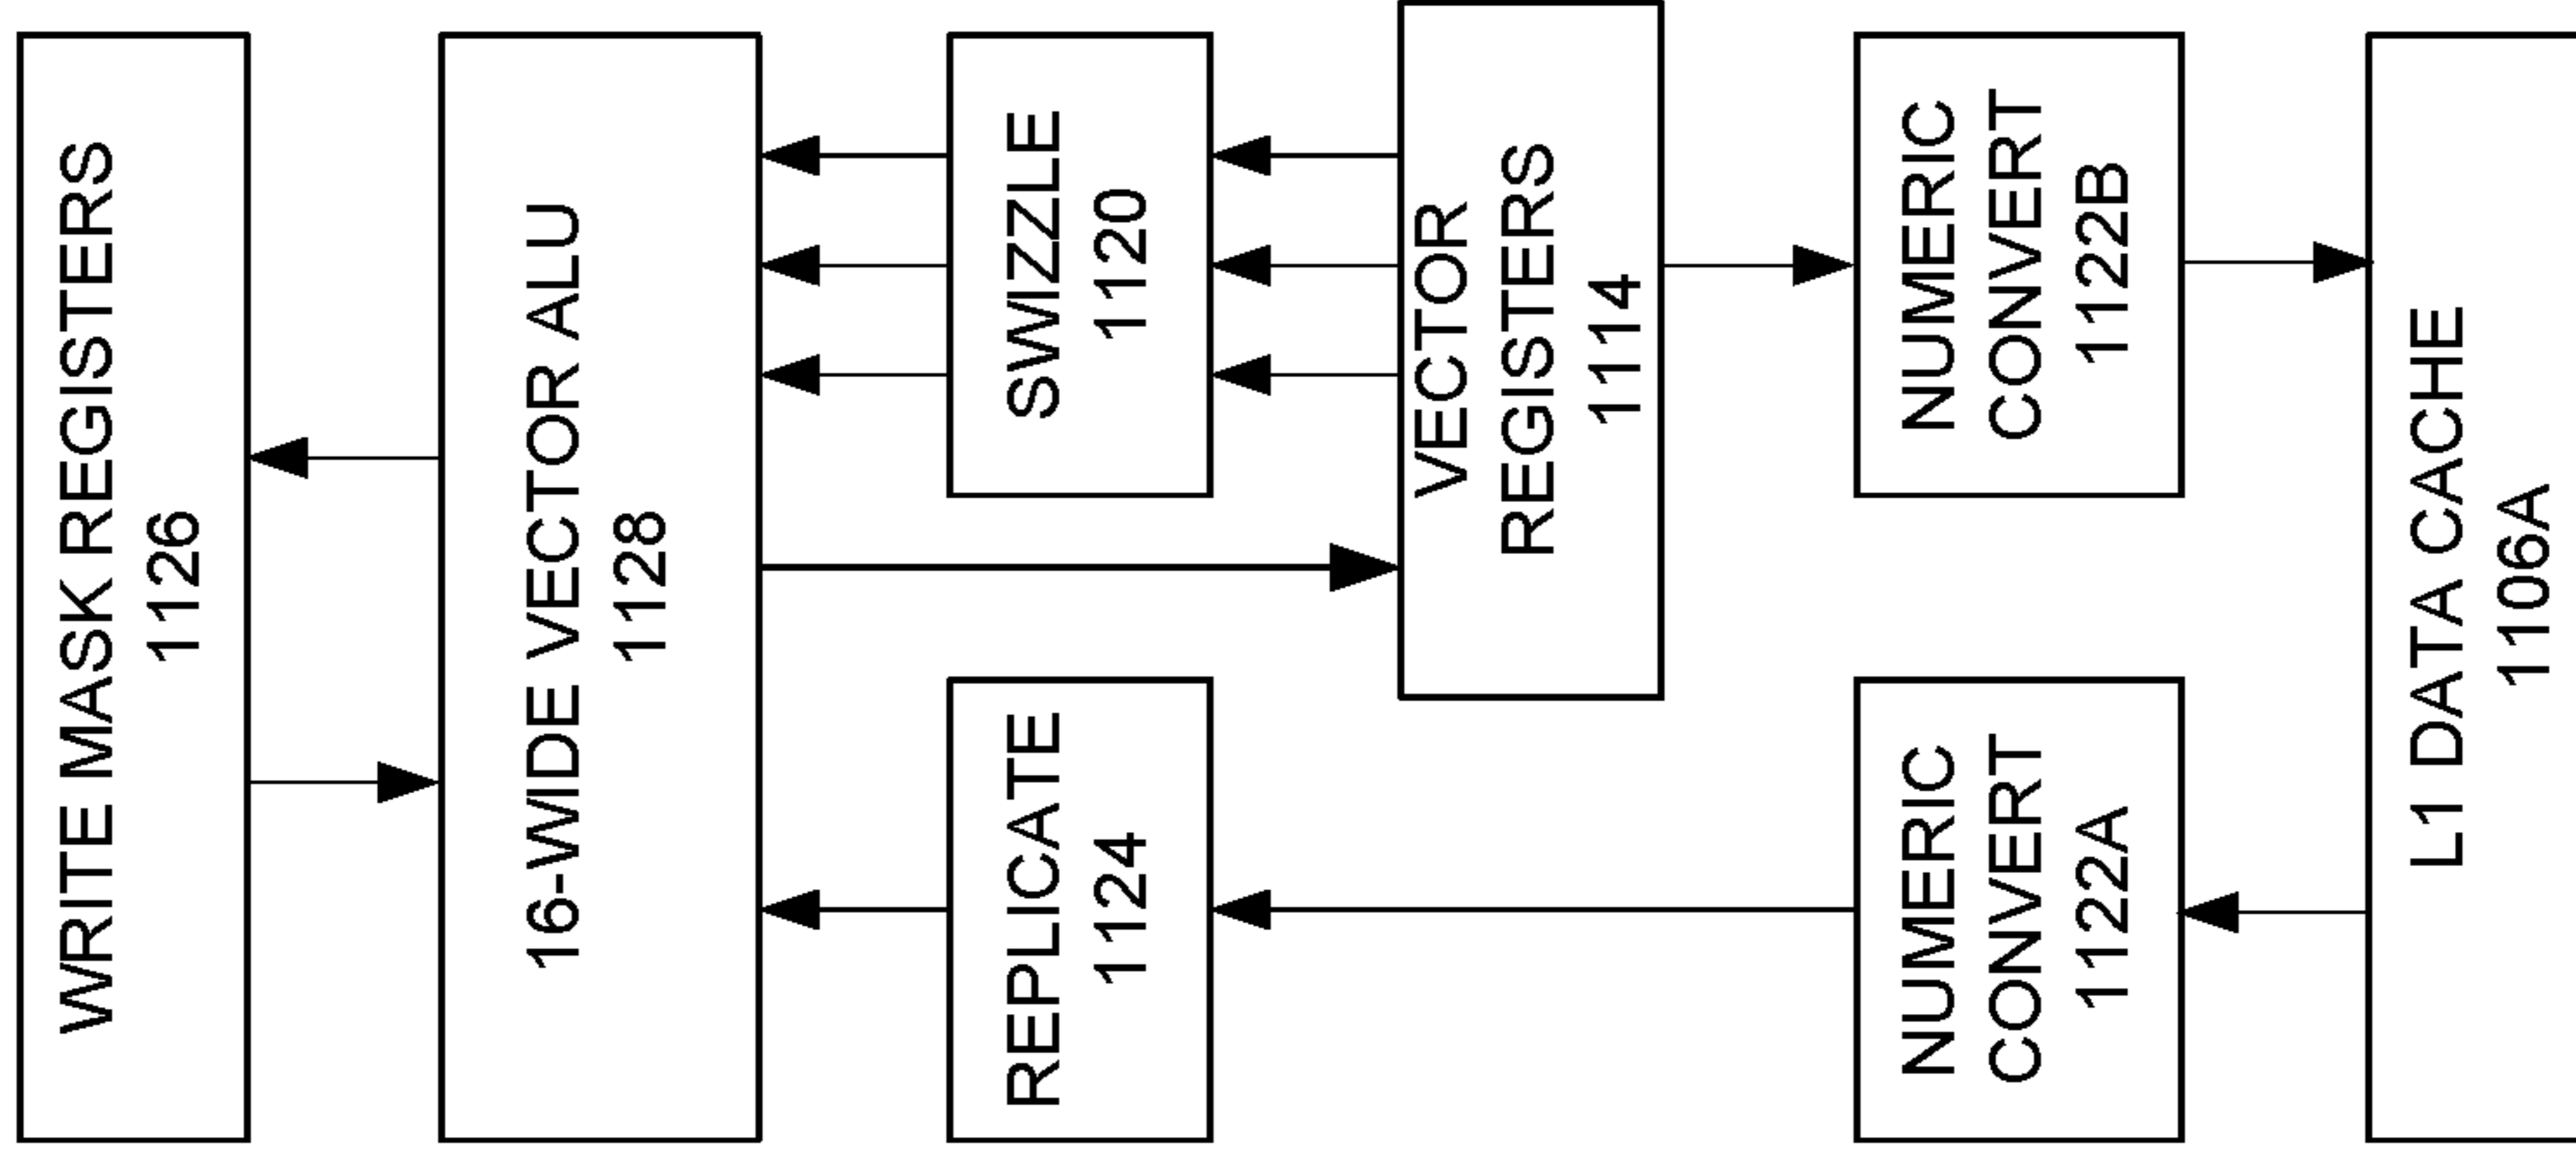 WRITE MASK REGISTERS
1126
16-WIDE VECTOR ALU
1128
REPLICATE
1124
SWIZZLE
1120
VECTOR
REGISTERS
1114
NUMERIC
CONVERT
1122A
NUMERIC
CONVERT
1122B
L1 DATA CACHE
1106A